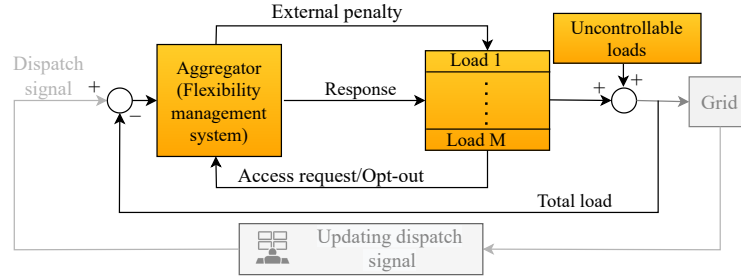 External penalty
Uncontrollable
loads
Dispatch
signal
+
−
Aggregator
(Flexibility
management
system)
Response
Load 1
Load M
+
+
Grid
Access request/Opt-out
Total load
Updating dispatch
signal